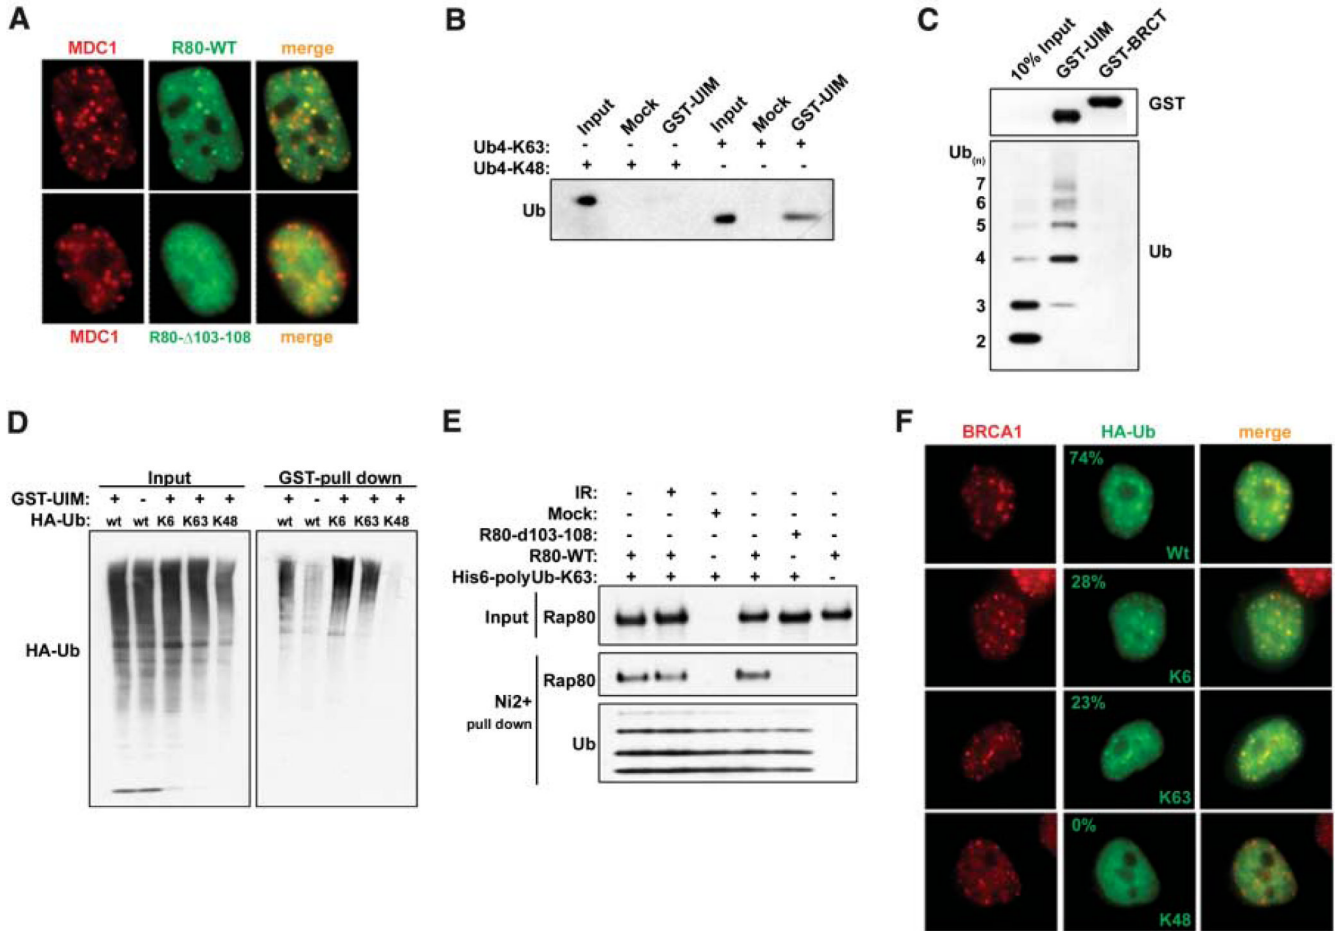 A
MDC1 R80-WT merge
MDC1 R80-Δ103-108 merge
B
Input Mock GST-UIM Input Mock GST-UIM
Ub4-K63: - - - + + +
Ub4-K48: + + + - - -
Ub
C
10% Input GST-UIM GST-BRCT
GST
Ub(n)
7
6
5
4
3
2
Ub
D
Input GST-pull down
GST-UIM: + - + + + + - + + +
HA-Ub: wt wt K6 K63 K48 wt wt K6 K63 K48
HA-Ub
E
IR: - + - - - -
Mock: - - + - - -
R80-d103-108: - - - - + -
R80-WT: + + - + - +
His6-polyUb-K63: + + + + + -
Input Rap80
Ni2+
pull down
Rap80
Ub
F
BRCA1 HA-Ub merge
74%
Wt
28%
K6
23%
K63
0%
K48